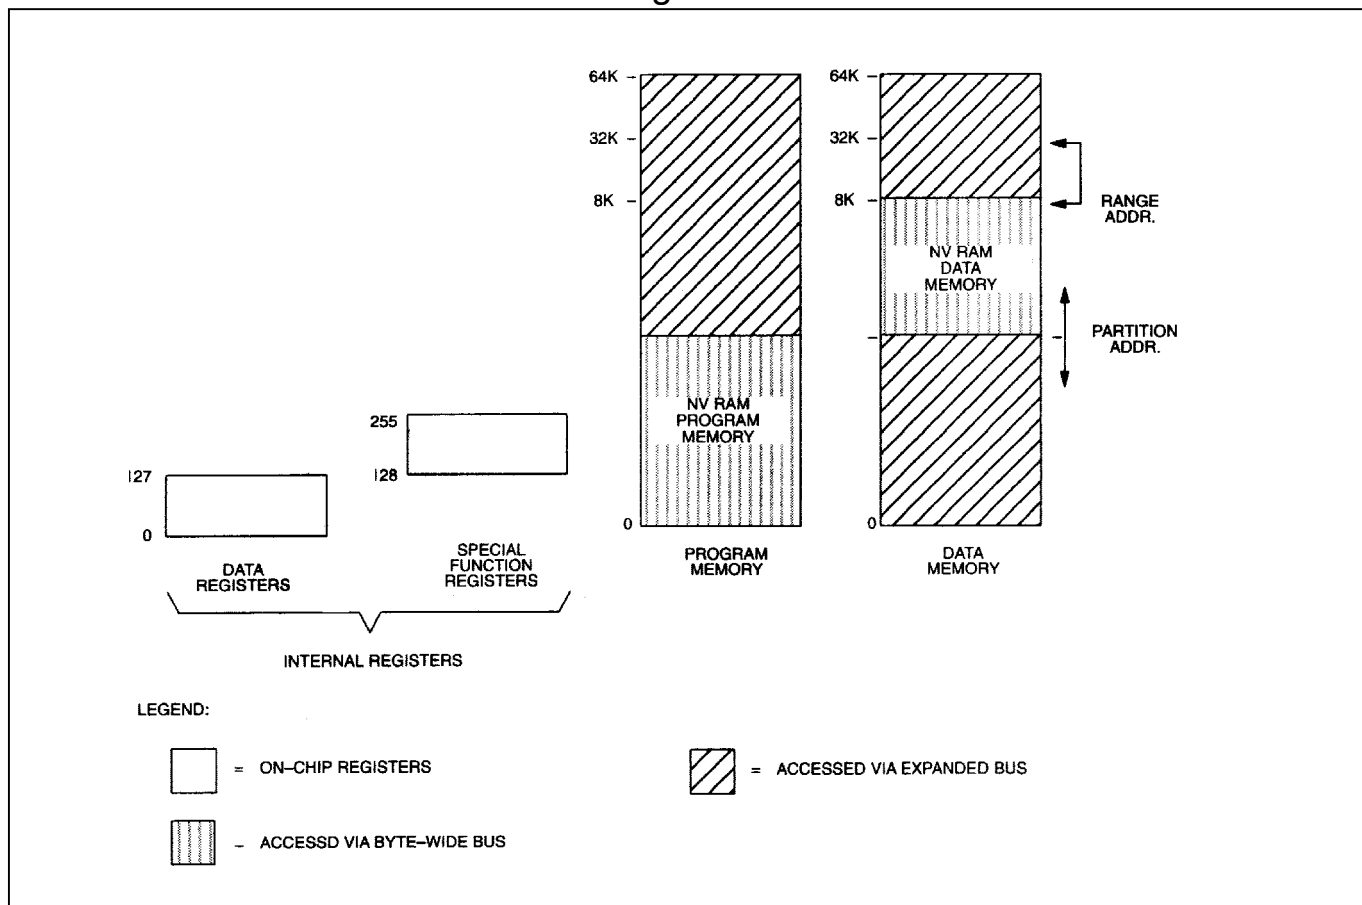 64K
32K
8K
0
NV RAM
PROGRAM
MEMORY
PROGRAM
MEMORY
64K
32K
8K
0
NV RAM
DATA
MEMORY
DATA
MEMORY
RANGE
ADDR.
PARTITION
ADDR.
127
0
DATA
REGISTERS
255
128
SPECIAL
FUNCTION
REGISTERS
INTERNAL REGISTERS
LEGEND:
= ON–CHIP REGISTERS
= ACCESSED VIA EXPANDED BUS
– ACCESSD VIA BYTE–WIDE BUS